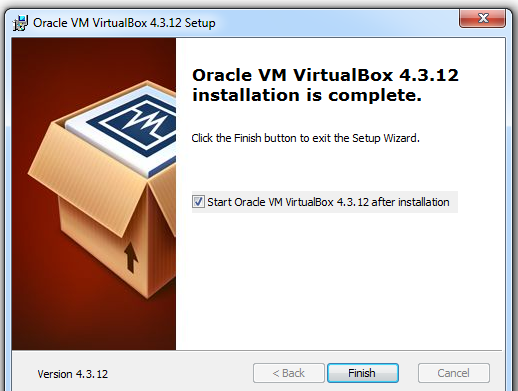 Oracle VM VirtualBox 4.3.12 Setup
Oracle VM VirtualBox 4.3.12
installation is complete.
Click the Finish button to exit the Setup Wizard.
Start Oracle VM VirtualBox 4.3.12 after installation
Version 4.3.12
< Back
Finish
Cancel